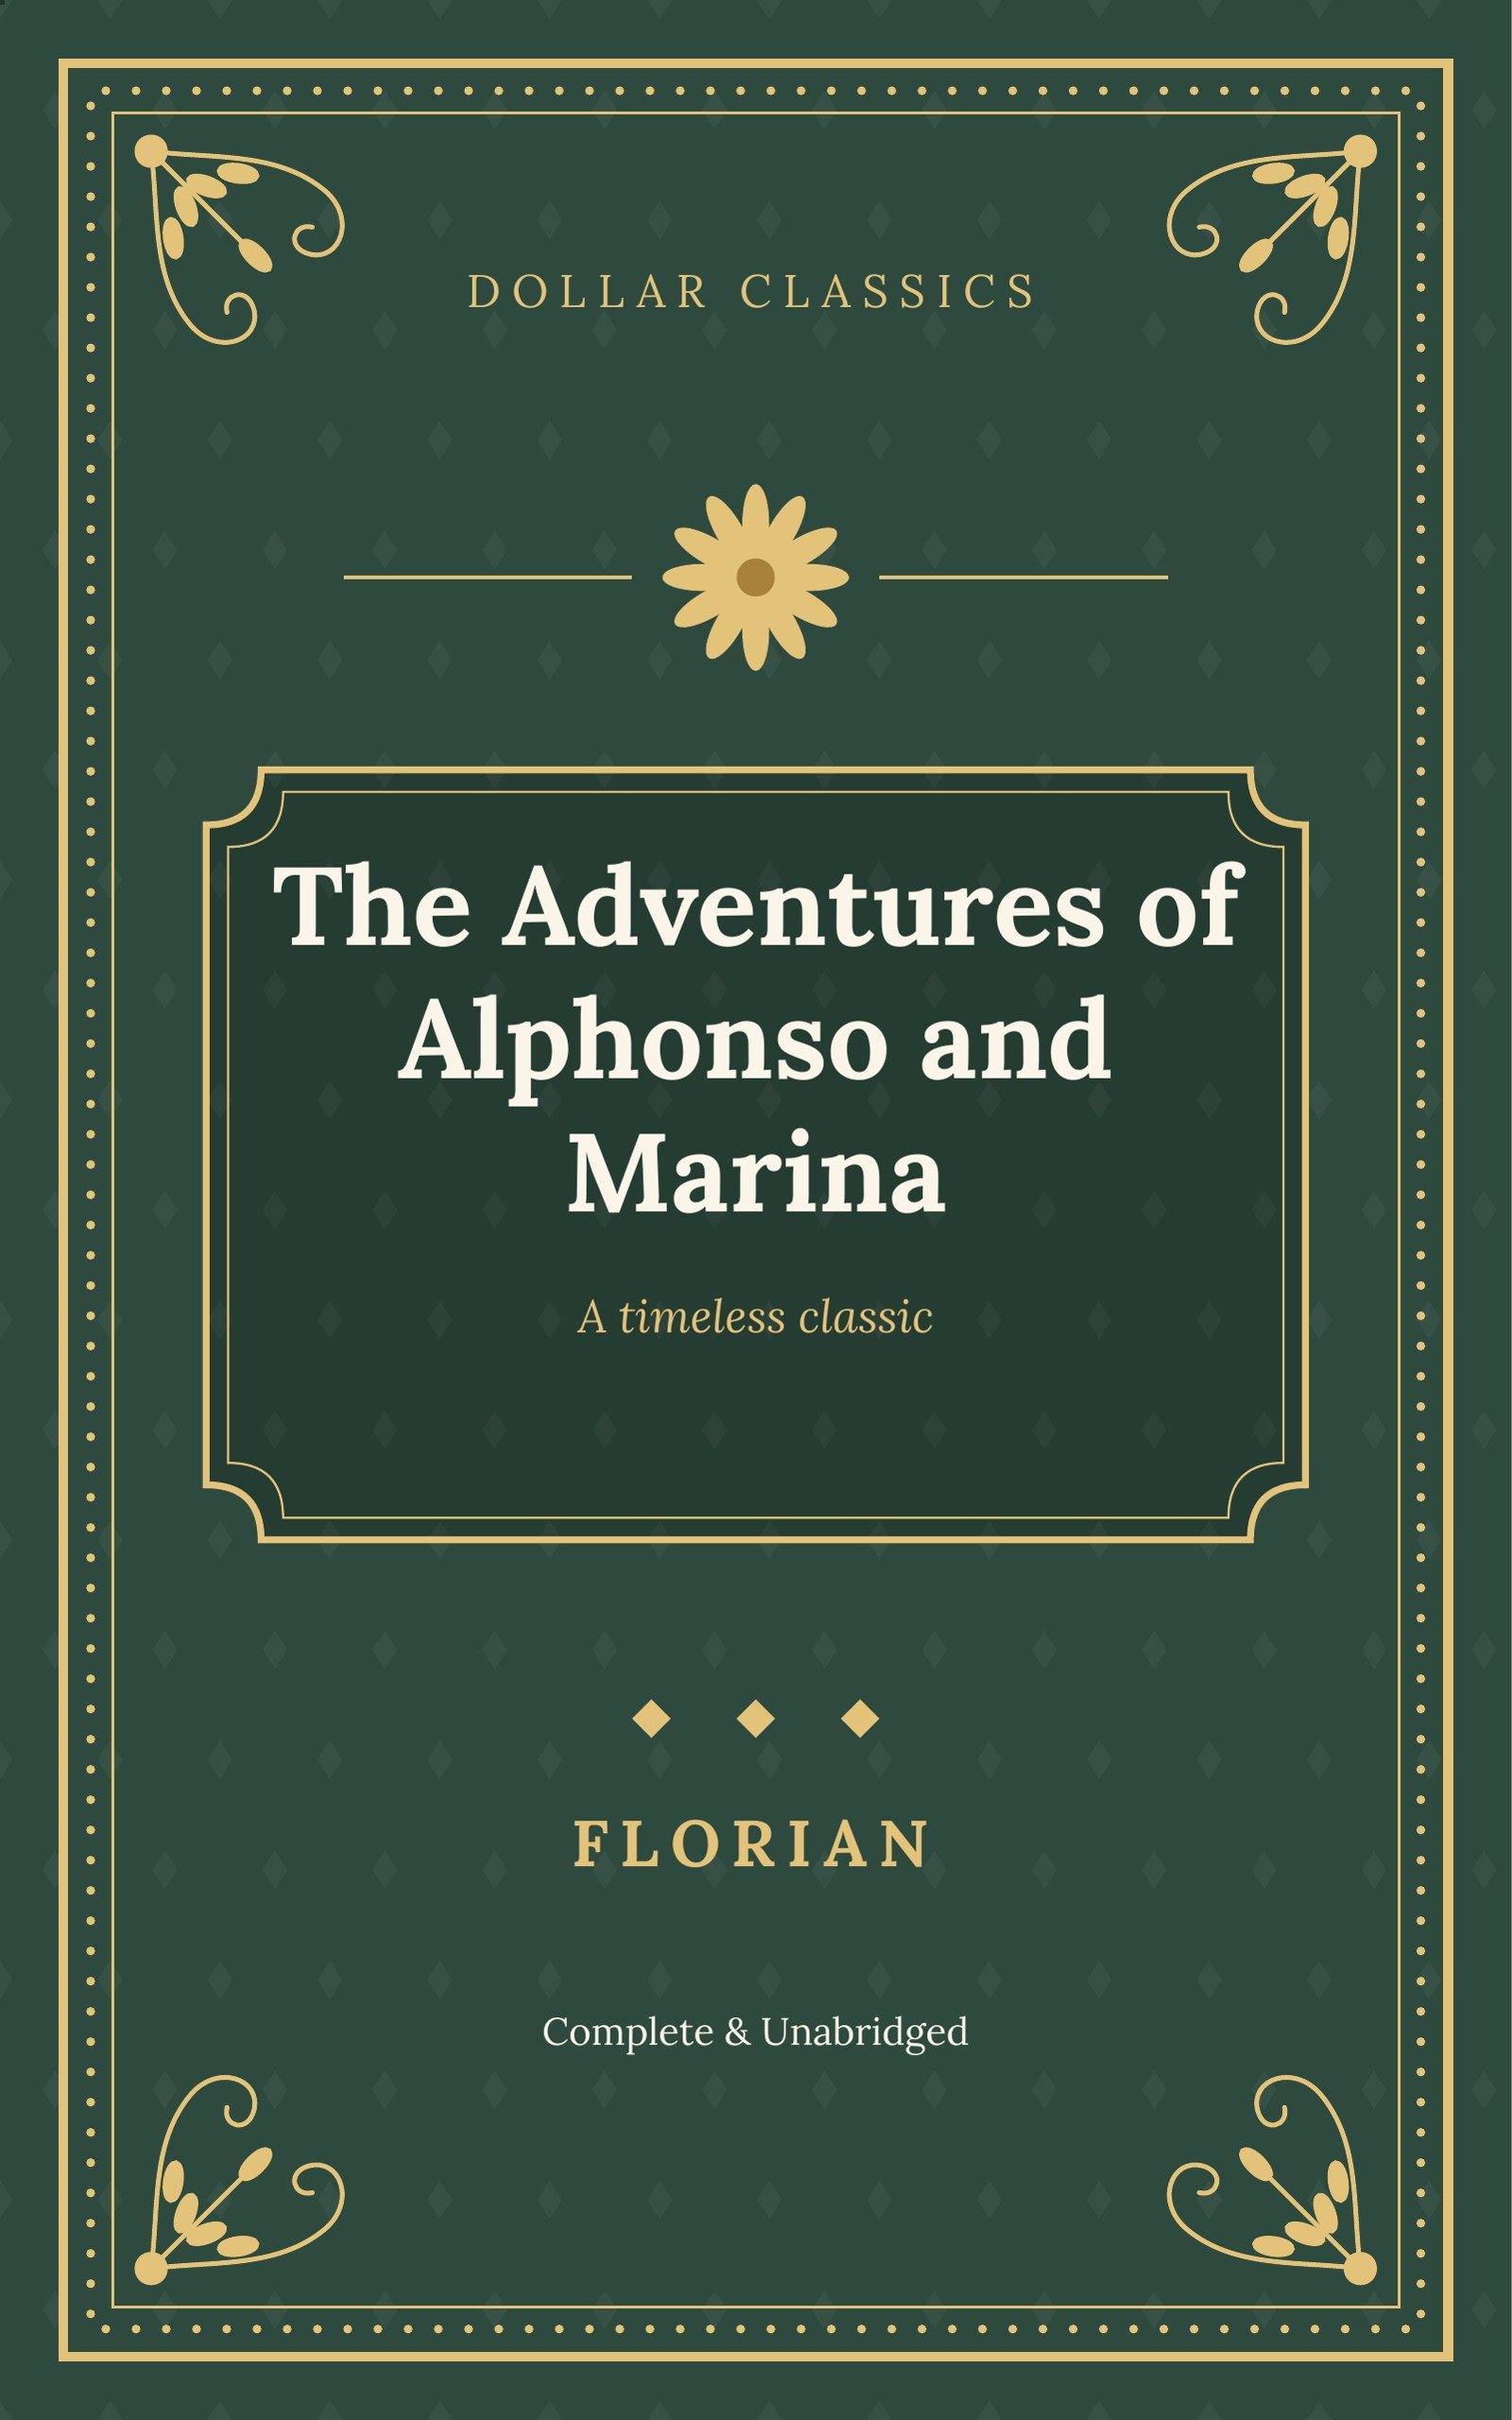 DOLLAR CLASSICS
The Adventures of
Alphonso and
Marina
A timeless classic
FLORIAN
Complete & Unabridged